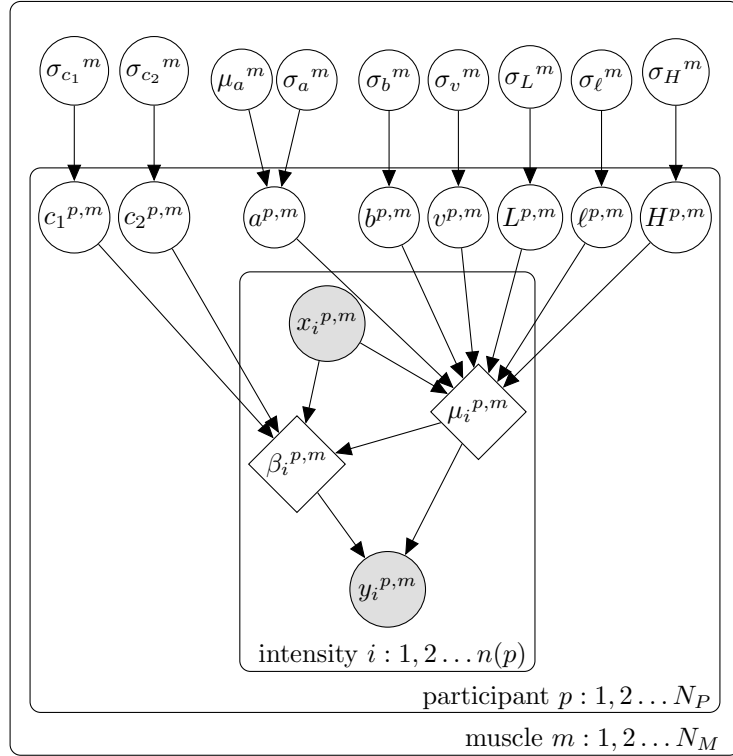 σ_{c_1}^m σ_{c_2}^m μ_a^m σ_a^m σ_b^m σ_v^m σ_L^m σ_ℓ^m σ_H^m
c_1^{p,m} c_2^{p,m} a^{p,m} b^{p,m} v^{p,m} L^{p,m} ℓ^{p,m} H^{p,m}
x_i^{p,m}
μ_i^{p,m}
β_i^{p,m}
y_i^{p,m}
intensity i : 1, 2 … n(p)
participant p : 1, 2 … N_P
muscle m : 1, 2 … N_M